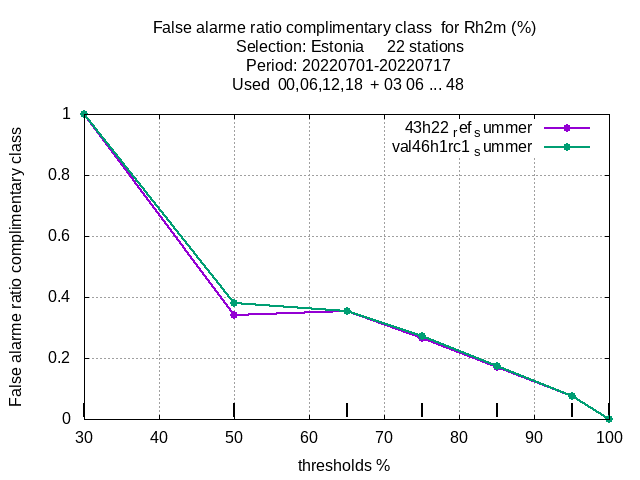 False alarme ratio complimentary class  for Rh2m (%)
Selection: Estonia     22 stations
Period: 20220701-20220717
Used  00,06,12,18  + 03 06 ... 48
43h22 ref summer
val46h1rc1 summer
False alarme ratio complimentary class
1
0.8
0.6
0.4
0.2
0
30 40 50 60 70 80 90 100
thresholds %